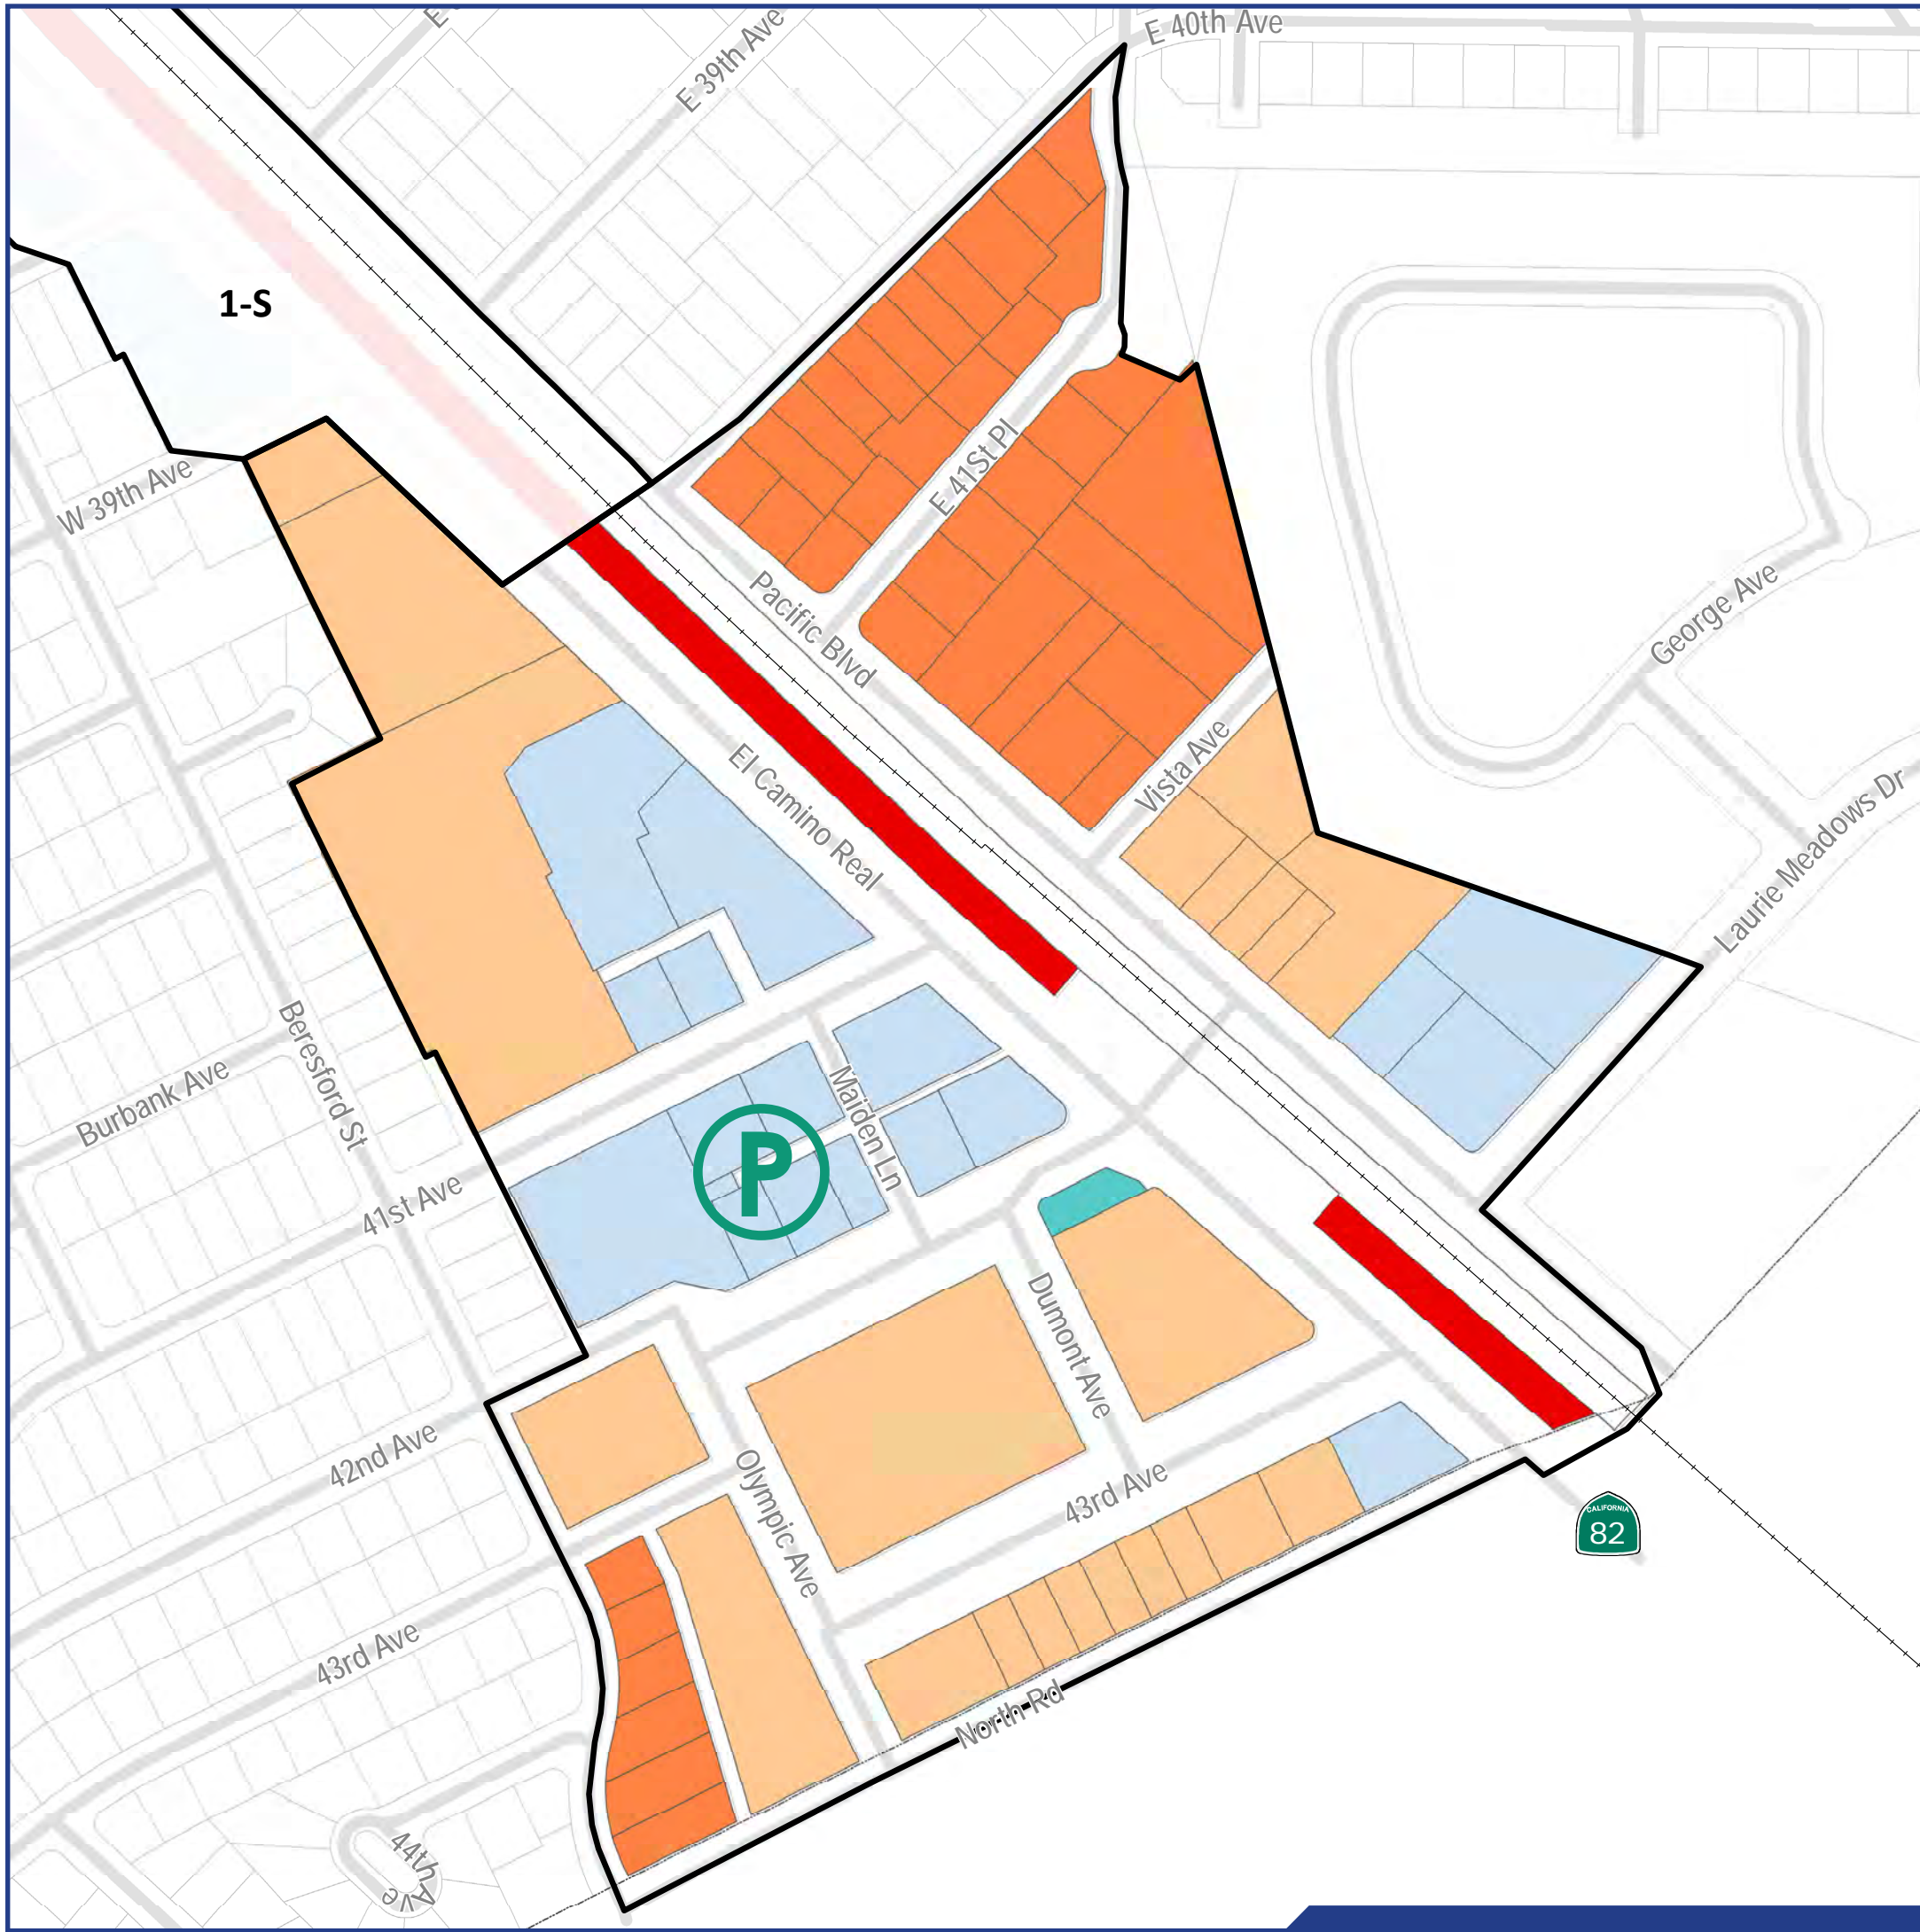 E 40th Ave
E 39th Ave
1-S
W 39th Ave
E 41St Pl
Pacific Blvd
George Ave
Vista Ave
El Camino Real
Laurie Meadows Dr
Beresford St
Burbank Ave
Maiden Ln
P
41st Ave
Dumont Ave
42nd Ave
Olympic Ave
43rd Ave
CALIFORNIA
82
43rd Ave
North Rd
44th
Ave